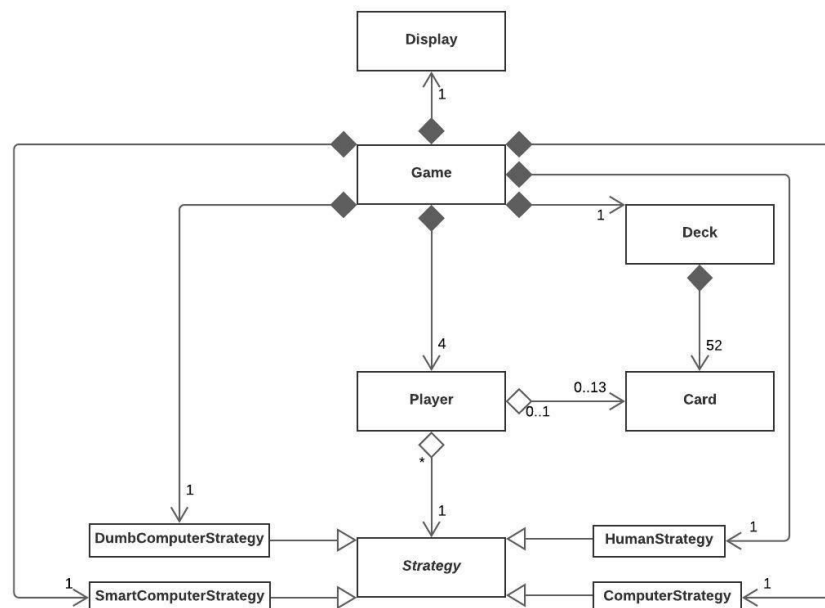 Display
1
Game
1
Deck
4
52
Player
0..1
0..13
Card
*
1
1
DumbComputerStrategy
Strategy
HumanStrategy
1
1
SmartComputerStrategy
ComputerStrategy
1